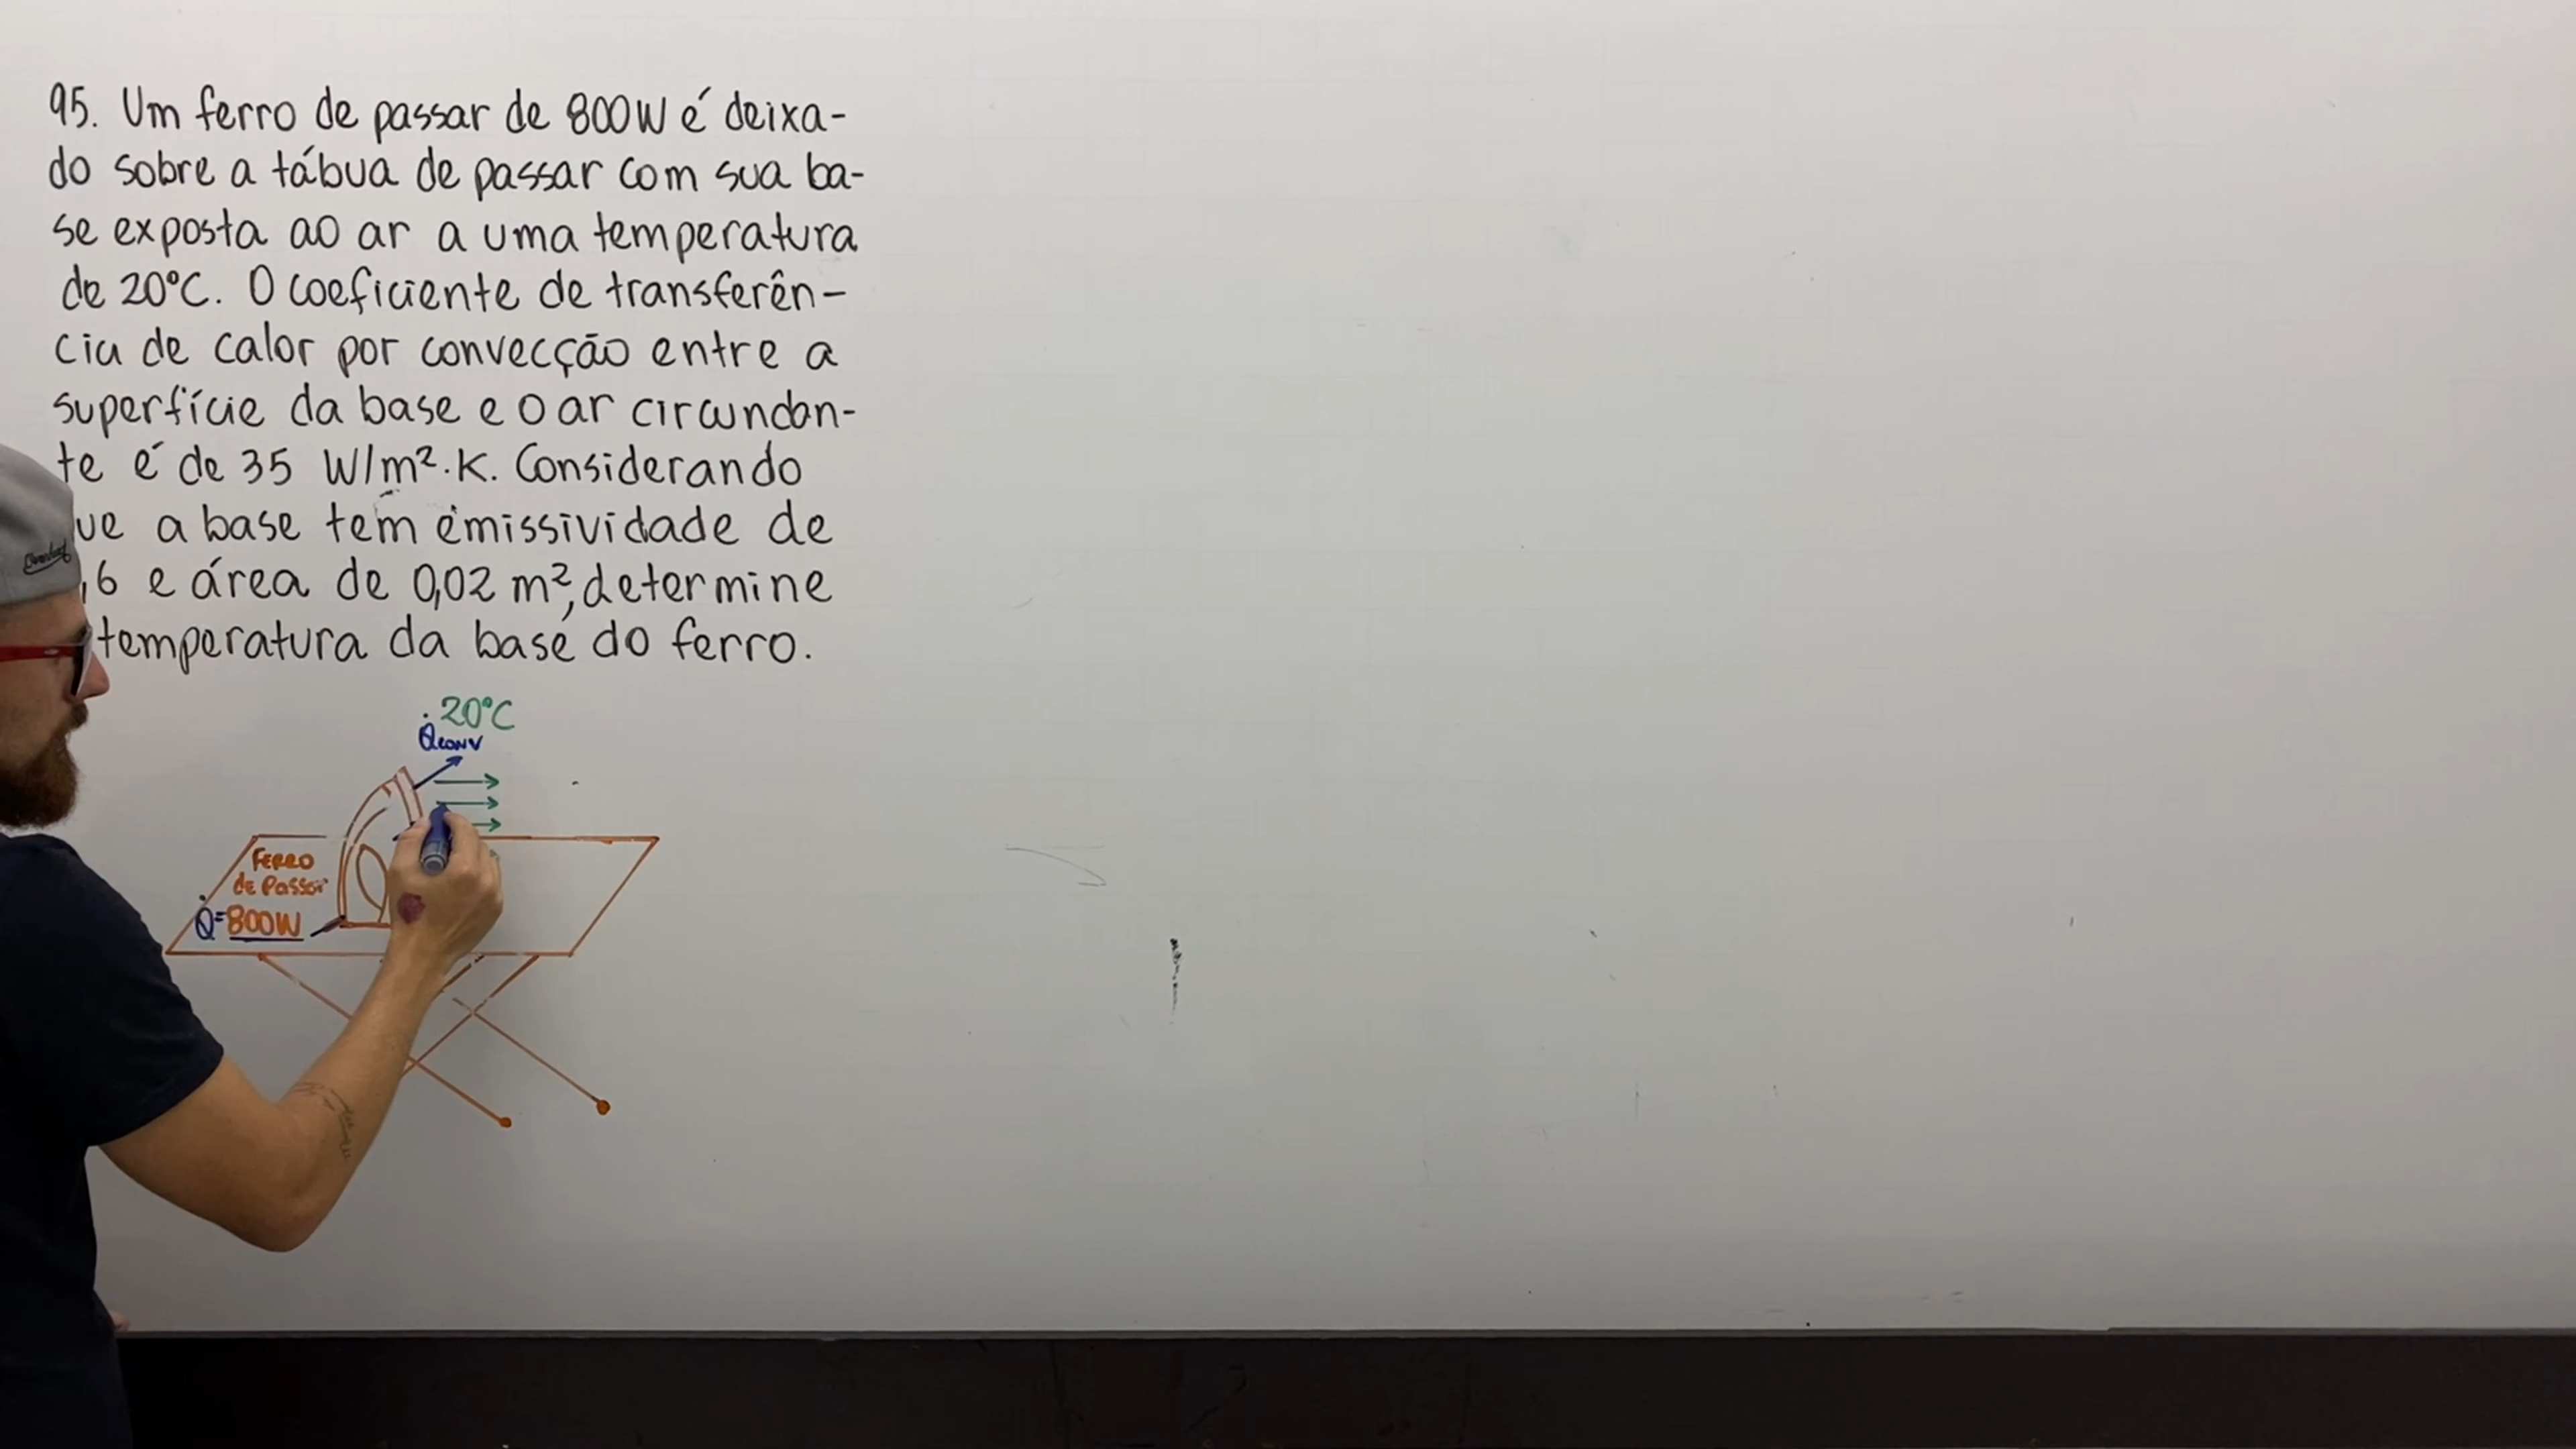 95. Um ferro de passar de 800W é deixa-
do sobre a tábua de passar com sua ba-
se exposta ao ar a uma temperatura
de 20°C. O coeficiente de transferên-
cia de calor por convecção entre a
superfície da base e o ar circundan-
te é de 35 W/m².K. Considerando
ue a base tem emissividade de
,6 e área de 0,02 m², determine
temperatura da base do ferro.
20°C
Q̇conv
FERRO
de Passar
Q̇=800W